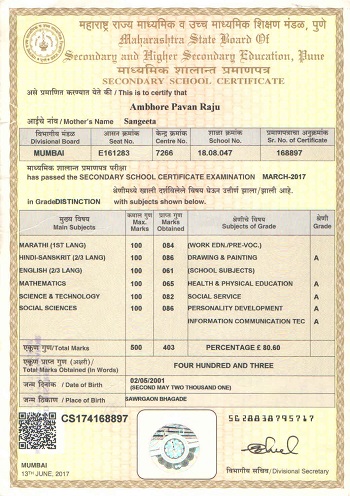 महाराष्ट्र राज्य माध्यमिक व उच्च माध्यमिक शिक्षण मंडळ, पुणे
Maharashtra State Board Of
Secondary and Higher Secondary Education, Pune
माध्यमिक शालान्त प्रमाणपत्र
SECONDARY SCHOOL CERTIFICATE
असे प्रमाणित करण्यात येते की / This is certify that
Ambhore Pavan Raju
आईचे नांव / Mother's Name Sangeeta
विभागीय मंडळ आसन क्रमांक केन्द्र क्रमांक शाळा क्रमांक प्रमाणपत्राचा अनुक्रमांक
Divisional Board Seat No. Centre No. School No. Sr. No. of Certificate
MUMBAI E161283 7266 18.08.047 168897
माध्यमिक शालान्त प्रमाणपत्र परीक्षा
has passed the SECONDARY SCHOOL CERTIFICATE EXAMINATION MARCH-2017
श्रेणीमध्ये खाली दर्शविलेले विषय घेऊन उत्तीर्ण झाला/झाली आहे.
in GradeDISTINCTION with subjects shown below.
मुख्य विषय कमाल गुण प्राप्त गुण श्रेणीचे विषय श्रेणी
Main Subjects Max. Marks Marks Obtained Subjects of Grade Grade
MARATHI (1ST LANG) 100 084 (WORK EDN./PRE-VOC.)
HINDI-SANSKRIT (2/3 LANG) 100 086 DRAWING & PAINTING A
ENGLISH (2/3 LANG) 100 061 (SCHOOL SUBJECTS)
MATHEMATICS 100 065 HEALTH & PHYSICAL EDUCATION A
SCIENCE & TECHNOLOGY 100 082 SOCIAL SERVICE A
SOCIAL SCIENCES 100 086 PERSONALITY DEVELOPMENT A
INFORMATION COMMUNICATION TEC A
एकूण गुण/Total Marks 500 403 PERCENTAGE £ 80.60
एकूण प्राप्त गुण (अक्षरी)/
Total Marks Obtained (In Words) FOUR HUNDRED AND THREE
जन्म दिनांक / Date of Birth 02/05/2001
(SECOND MAY TWO THOUSAND ONE)
जन्म ठिकाण / Place of Birth SAWRGAON BHAGADE
CS174168897
MUMBAI
13TH JUNE, 2017
विभागीय सचिव/Divisional Secretary